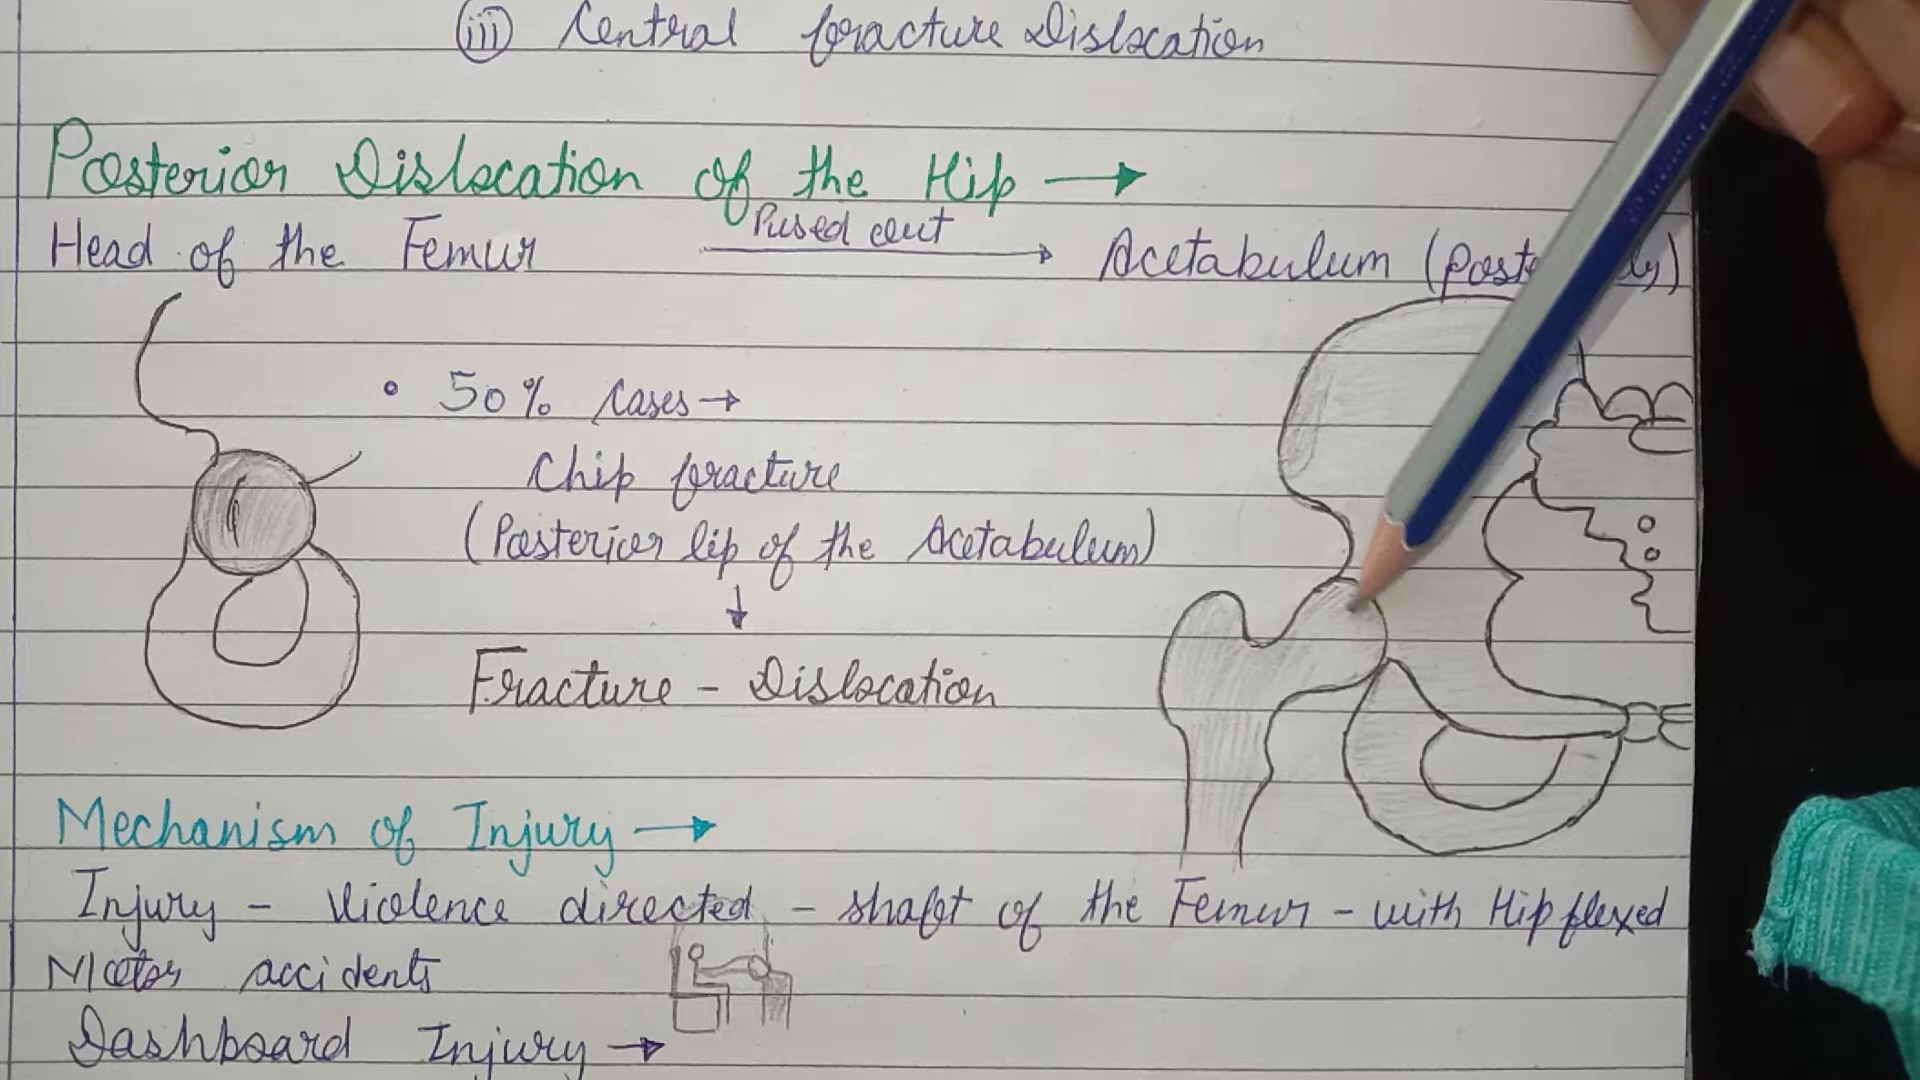 (iii) Central fracture Dislocation
Posterior Dislocation of the Hip →
Head of the Femur Pused out → Acetabulum
• 50% Cases →
Chip fracture
(Posterior lip of the Acetabulum)
↓
Fracture - Dislocation
Mechanism of Injury →
Injury - Violence directed - shaft of the Femur - with Hip flexed
Motor accidents
Dashboard Injury →